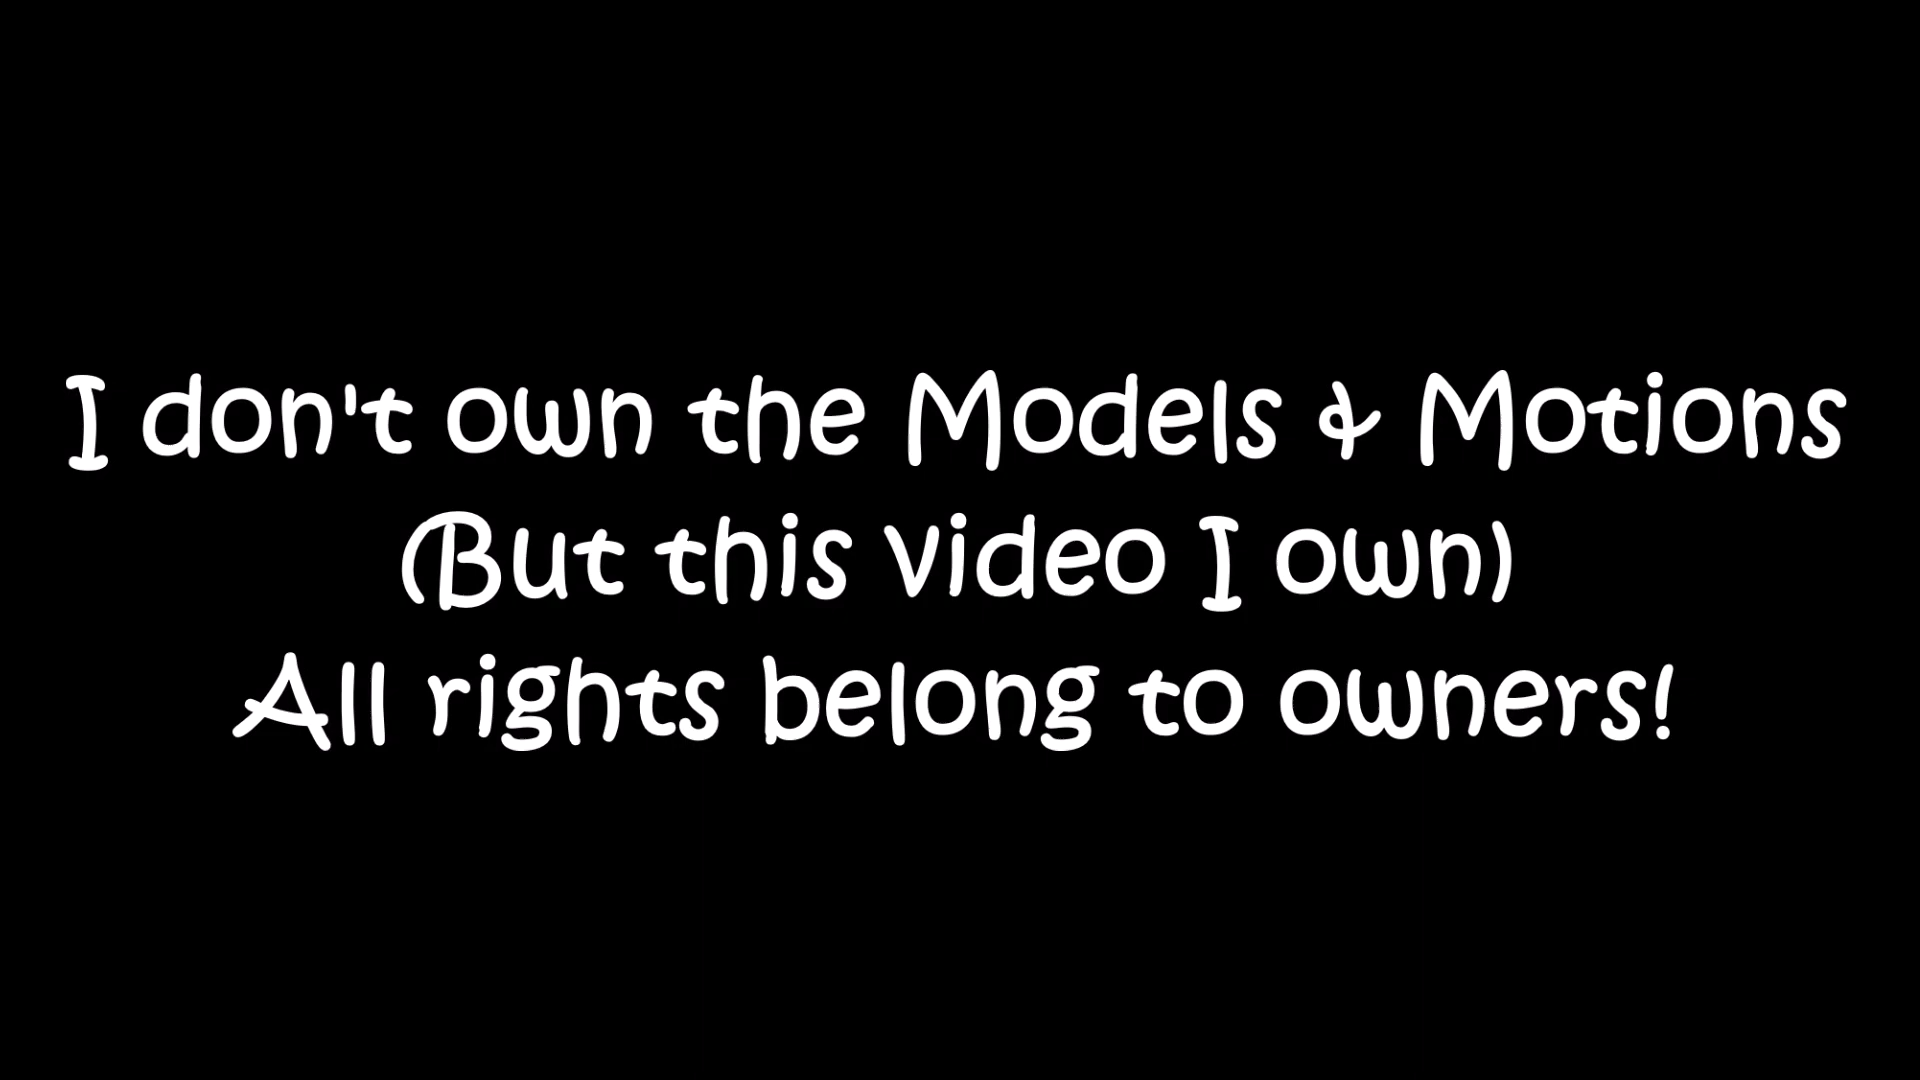 I don't own the Models & Motions
(But this video I own)
All rights belong to owners!